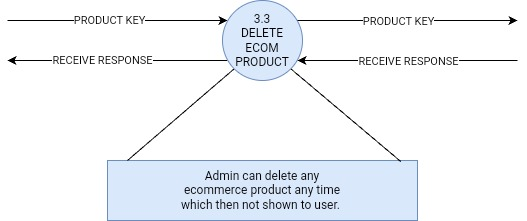 3.3
DELETE
ECOM
PRODUCT
PRODUCT KEY
PRODUCT KEY
RECEIVE RESPONSE
RECEIVE RESPONSE
Admin can delete any
ecommerce product any time
which then not shown to user.